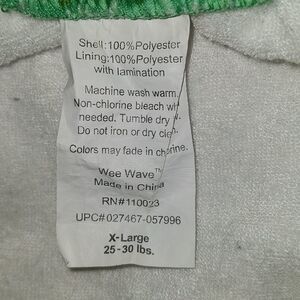 Shell:100%Polyester
Lining:100%Polyester
with lamination
Machine wash warm.
Non-chlorine bleach wh
needed. Tumble dry
Do not iron or dry clean.
Colors may fade in chlorine.
Wee Wave™
Made in China
RN#110023
UPC#027467-057996
X-Large
25-30 lbs.